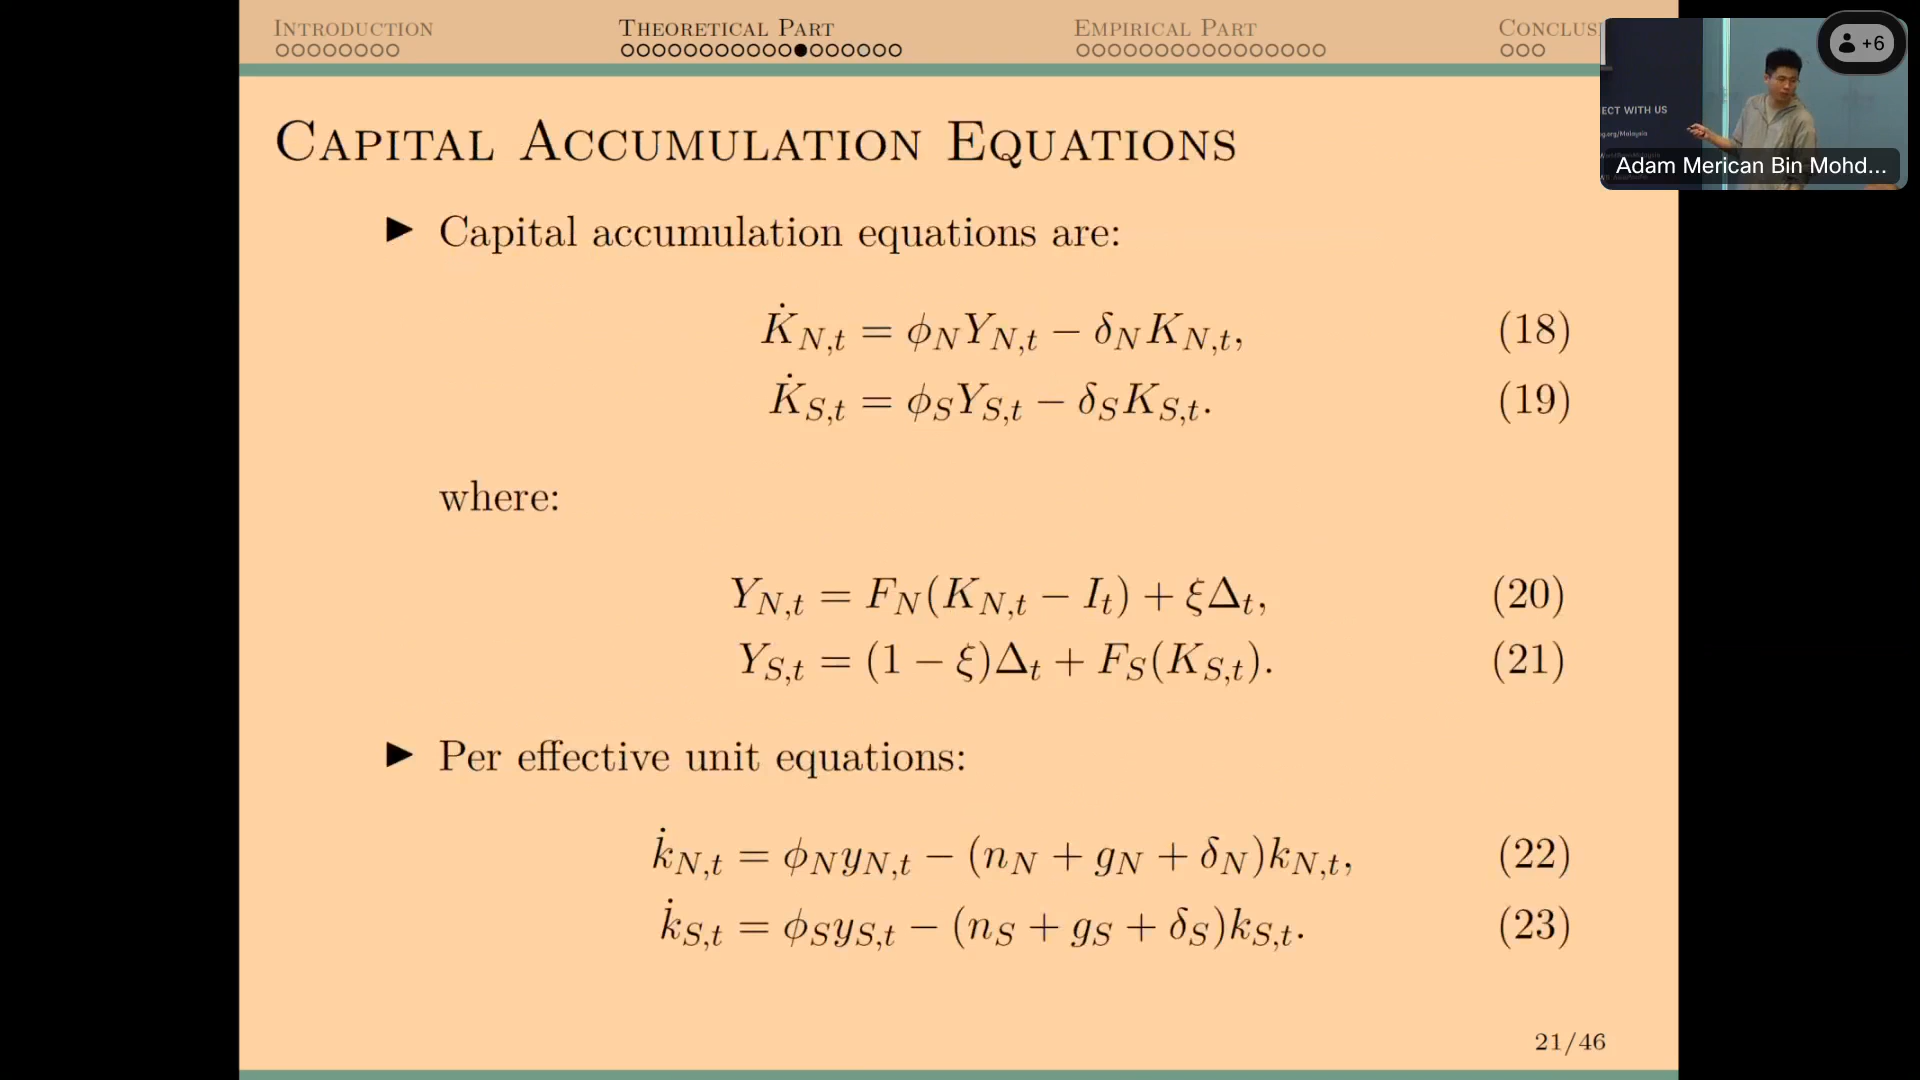 INTRODUCTION
THEORETICAL PART
EMPIRICAL PART
CONCLUS
+6
ECT WITH US
Adam Merican Bin Mohd...
CAPITAL ACCUMULATION EQUATIONS
▶ Capital accumulation equations are:
K̇_{N,t} = ϕ_N Y_{N,t} − δ_N K_{N,t}, (18)
K̇_{S,t} = ϕ_S Y_{S,t} − δ_S K_{S,t}. (19)
where:
Y_{N,t} = F_N(K_{N,t} − I_t) + ξΔ_t, (20)
Y_{S,t} = (1 − ξ)Δ_t + F_S(K_{S,t}). (21)
▶ Per effective unit equations:
k̇_{N,t} = ϕ_N y_{N,t} − (n_N + g_N + δ_N)k_{N,t}, (22)
k̇_{S,t} = ϕ_S y_{S,t} − (n_S + g_S + δ_S)k_{S,t}. (23)
21/46